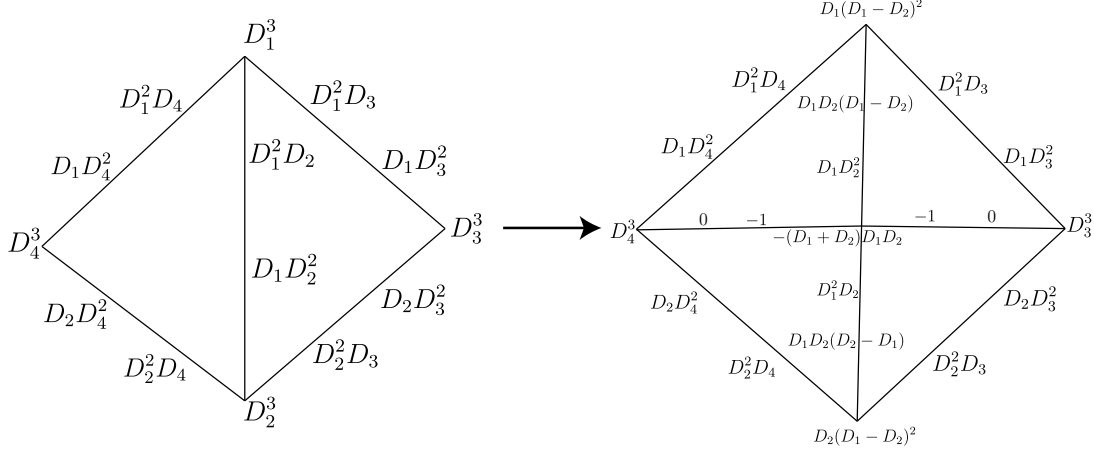 $D_1^3$
$D_1^2D_4$
$D_1^2D_3$
$D_1D_4^2$
$D_1^2D_2$
$D_1D_3^2$
$D_4^3$
$D_3^3$
$D_1D_2^2$
$D_2D_4^2$
$D_2D_3^2$
$D_2^2D_4$
$D_2^2D_3$
$D_2^3$
$D_1(D_1-D_2)^2$
$D_1^2D_4$
$D_1^2D_3$
$D_1D_2(D_1-D_2)$
$D_1D_4^2$
$D_1D_2^2$
$D_1D_3^2$
$D_4^3$
0
−1
−1
0
$D_3^3$
$-(D_1+D_2)D_1D_2$
$D_2D_4^2$
$D_1^2D_2$
$D_2D_3^2$
$D_1D_2(D_2-D_1)$
$D_2^2D_4$
$D_2^2D_3$
$D_2(D_1-D_2)^2$